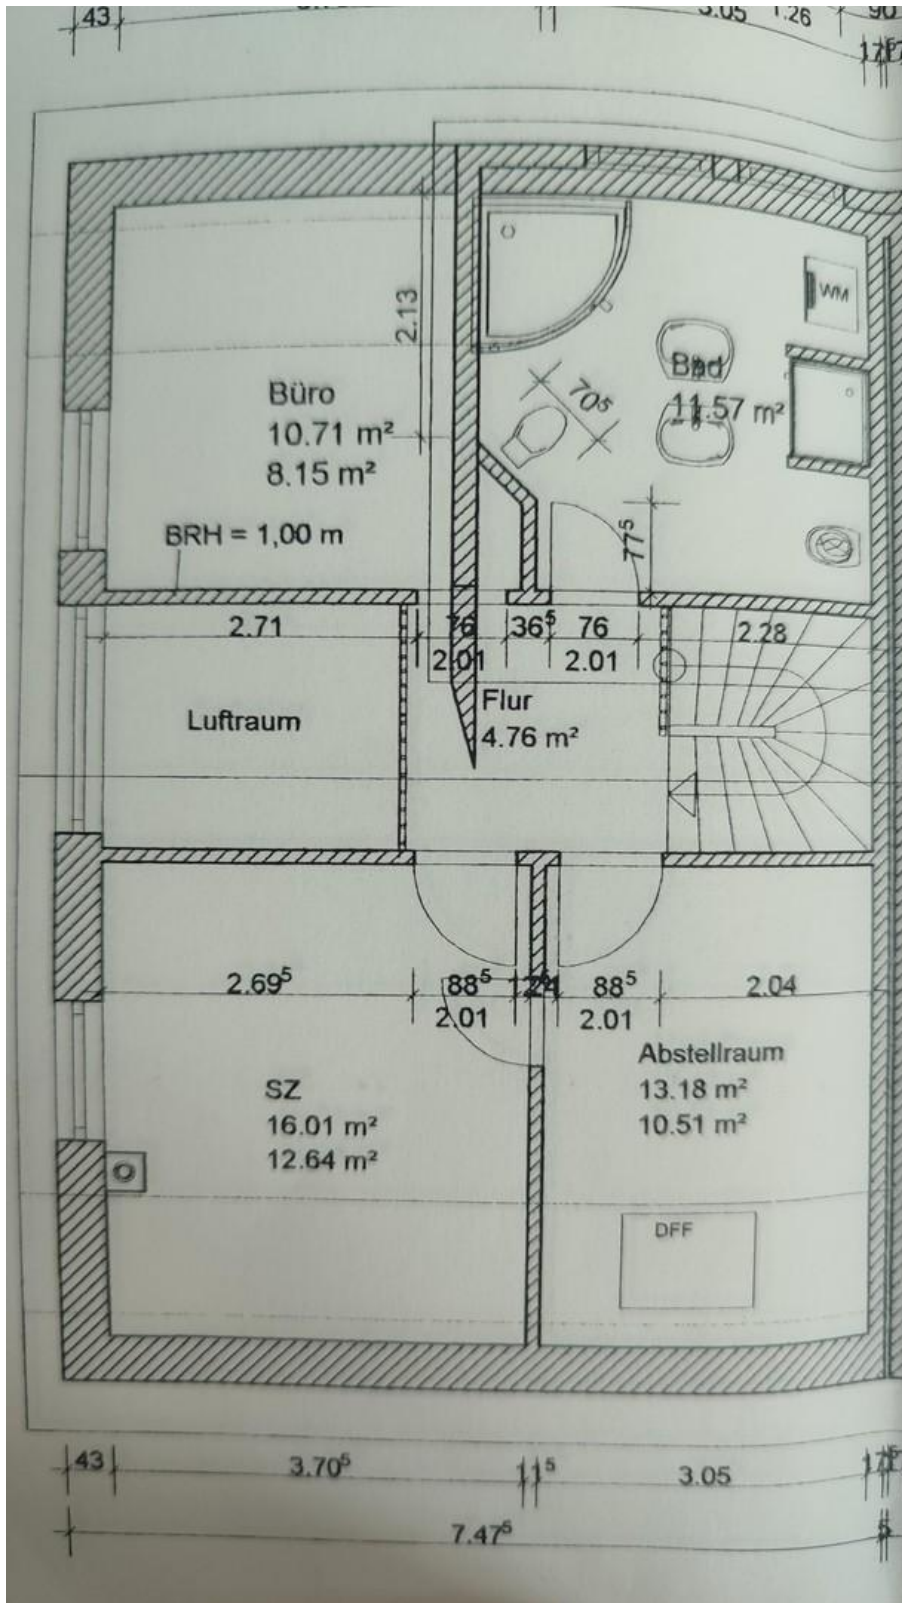 43
3.05
1.26
90
2.13
WM
Bad
11.57 m²
70⁵
Büro
10.71 m²
8.15 m²
77⁵
BRH = 1,00 m
2.71
76
2.01
36⁵
76
2.01
2.28
Luftraum
Flur
4.76 m²
2.69⁵
88⁵
2.01
88⁵
2.01
2.04
SZ
16.01 m²
12.64 m²
Abstellraum
13.18 m²
10.51 m²
DFF
43
3.70⁵
11⁵
3.05
7.47⁵
5